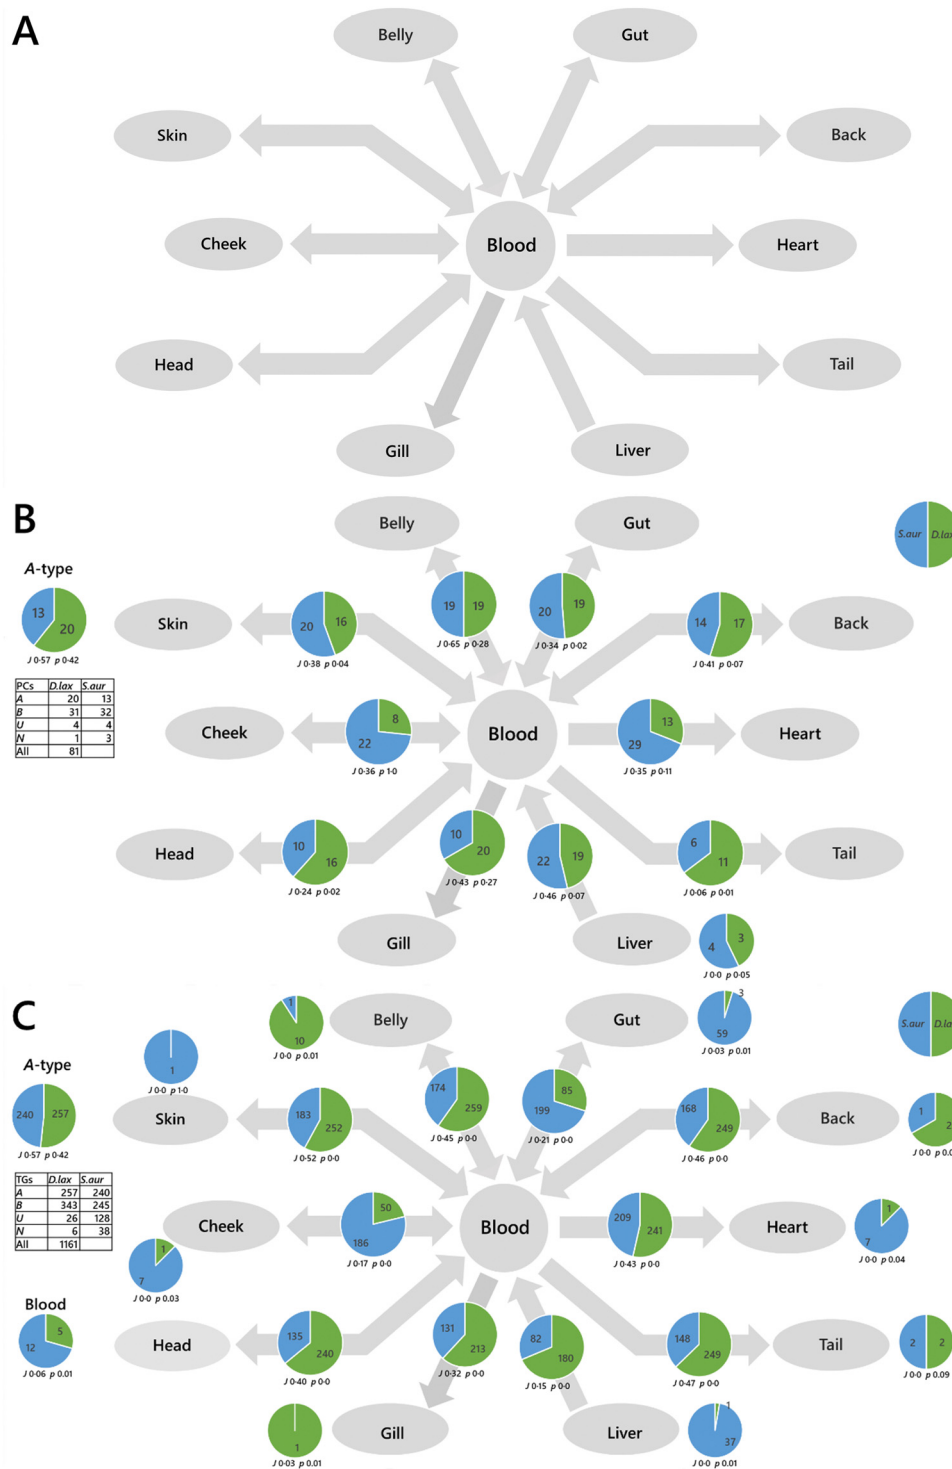 A
Belly
Gut
Skin
Back
Cheek
Blood
Heart
Head
Tail
Gill
Liver
B
Belly
Gut
S.aur
D.lax
A-type
13
20
J 0·57 p 0·42
Skin
20
16
J 0·38 p 0·04
19
19
J 0·65 p 0·28
20
19
J 0·34 p 0·02
14
17
J 0·41 p 0·07
Back
PCs D.lax S.aur
A 20 13
B 31 32
U 4 4
N 1 3
All 81
Cheek
8
22
J 0·36 p 1·0
Blood
13
29
J 0·35 p 0·11
Heart
Head
10
16
J 0·24 p 0·02
10
20
J 0·43 p 0·27
22
19
J 0·46 p 0·07
6
11
J 0·06 p 0·01
Tail
Gill
Liver
4
3
J 0·0 p 0·05
C
1
J 0·0 p 1·0
1
10
J 0·0 p 0.01
Belly
Gut
3
59
J 0·03 p 0.01
S.aur
A-type
240
257
J 0·57 p 0·42
Skin
183
252
J 0·52 p 0·0
174
259
J 0·45 p 0·0
85
199
J 0·21 p 0·0
168
249
J 0·46 p 0·0
Back
1
2
TGs D.lax S.aur
A 257 240
B 343 245
U 26 128
N 6 38
All 1161
Cheek
1
7
J 0·0 p 0.03
50
186
J 0·17 p 0·0
Blood
209
241
J 0·43 p 0·0
Heart
1
7
J 0·0 p 0.04
Blood
5
12
J 0·06 p 0.01
Head
135
240
J 0·40 p 0·0
131
213
J 0·32 p 0·0
82
180
J 0·15 p 0·0
148
249
J 0·47 p 0·0
Tail
2
2
J 0·0 p 0.09
1
J 0·03 p 0.01
Gill
Liver
1
37
J 0·0 p 0.01